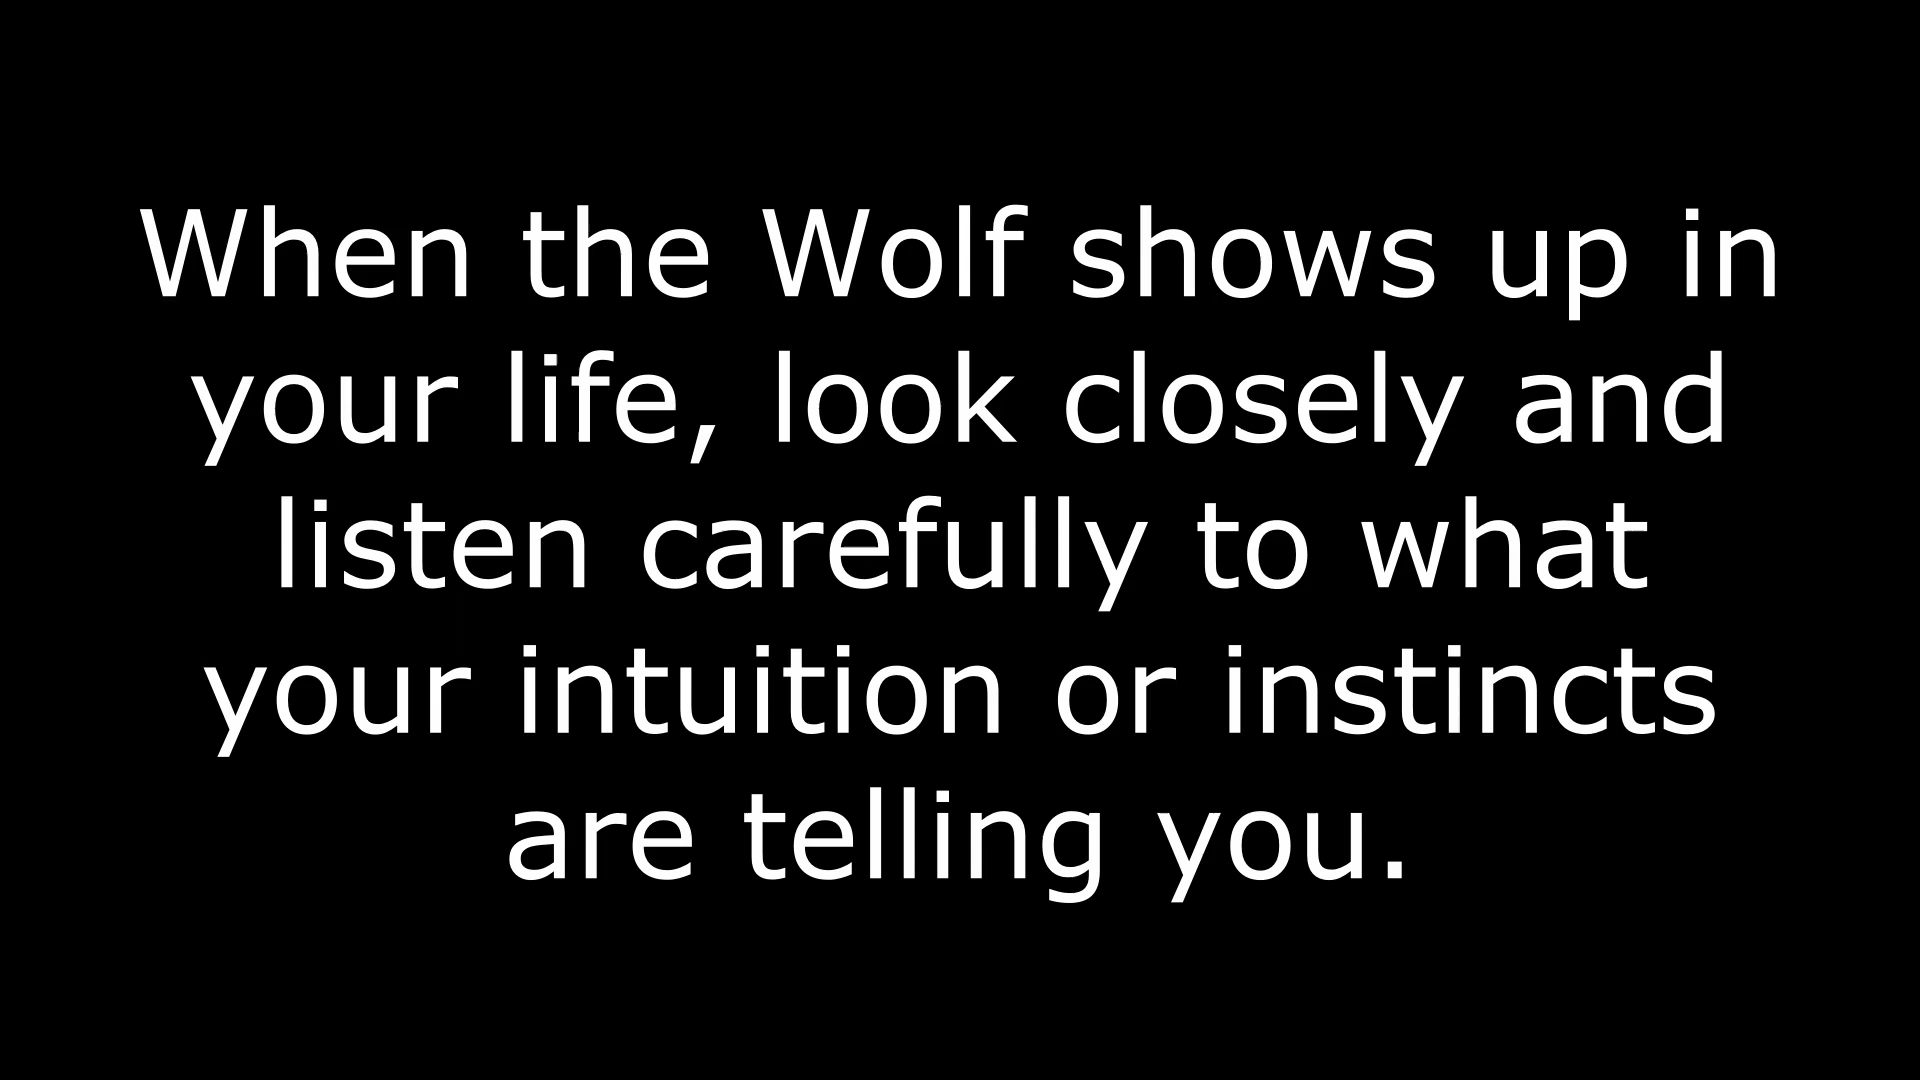 When the Wolf shows up in
your life, look closely and
listen carefully to what
your intuition or instincts
are telling you.